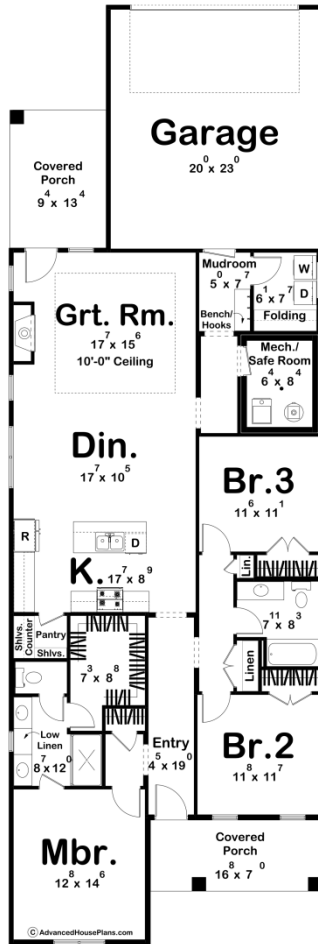 Garage
20⁰ x 23⁰
Covered
Porch
9⁴ x 13⁴
Mudroom
5⁰ x 7⁷
W
D
6¹ x 7⁷
Folding
Bench/
Hooks
Grt. Rm.
17⁷ x 15⁶
10'-0" Ceiling
Mech./
Safe Room
6⁴ x 8⁴
Din.
17⁷ x 10⁵
Br.3
11⁶ x 11¹
R
D
K. 17⁷ x 8⁹
Lin.
7¹¹ x 8³
Shlvs.
Counter
Pantry
Shlvs.
7³ x 8⁸
Linen
Low
Linen
8⁷ x 12⁰
Entry
4⁵ x 19⁰
Br.2
11⁸ x 11⁷
Mbr.
12⁸ x 14⁶
Covered
Porch
16⁸ x 7⁰
© AdvancedHousePlans.com